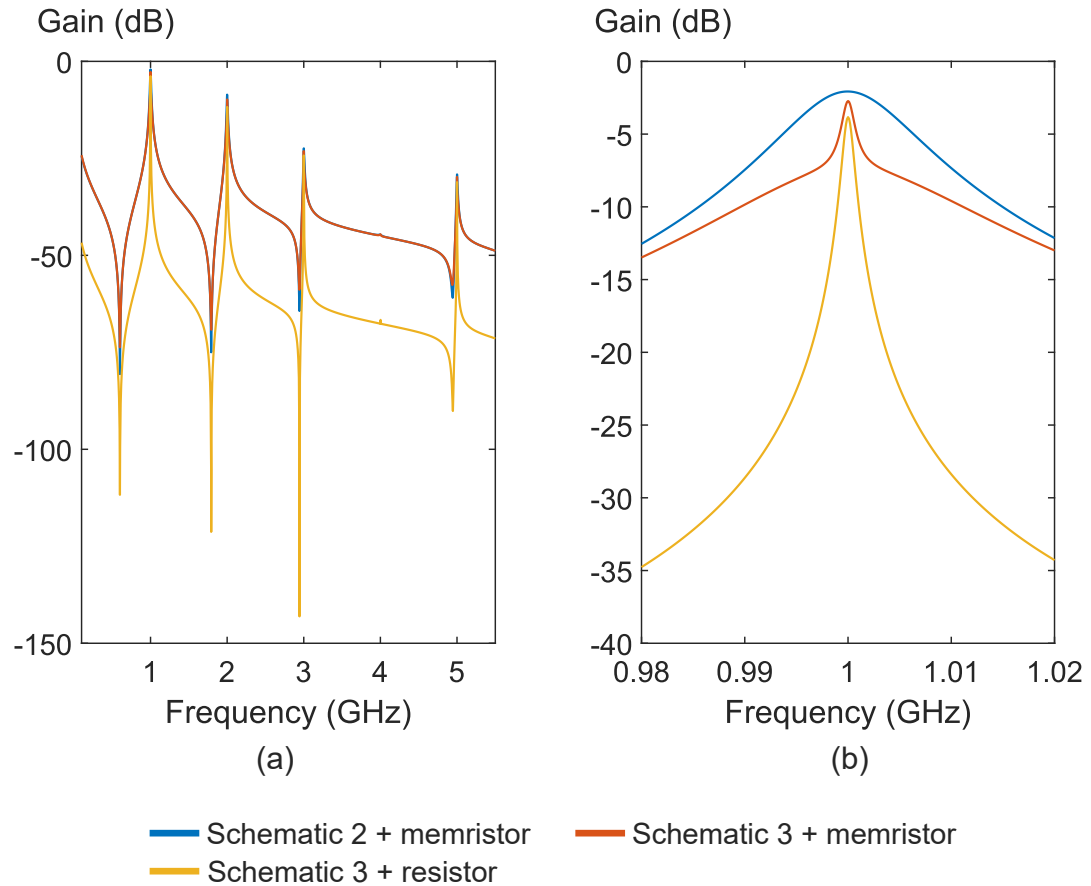 Gain (dB)
0
-50
-100
-150
1 2 3 4 5
Frequency (GHz)
(a)
Gain (dB)
0
-5
-10
-15
-20
-25
-30
-35
-40
0.98 0.99 1 1.01 1.02
Frequency (GHz)
(b)
Schematic 2 + memristor
Schematic 3 + memristor
Schematic 3 + resistor